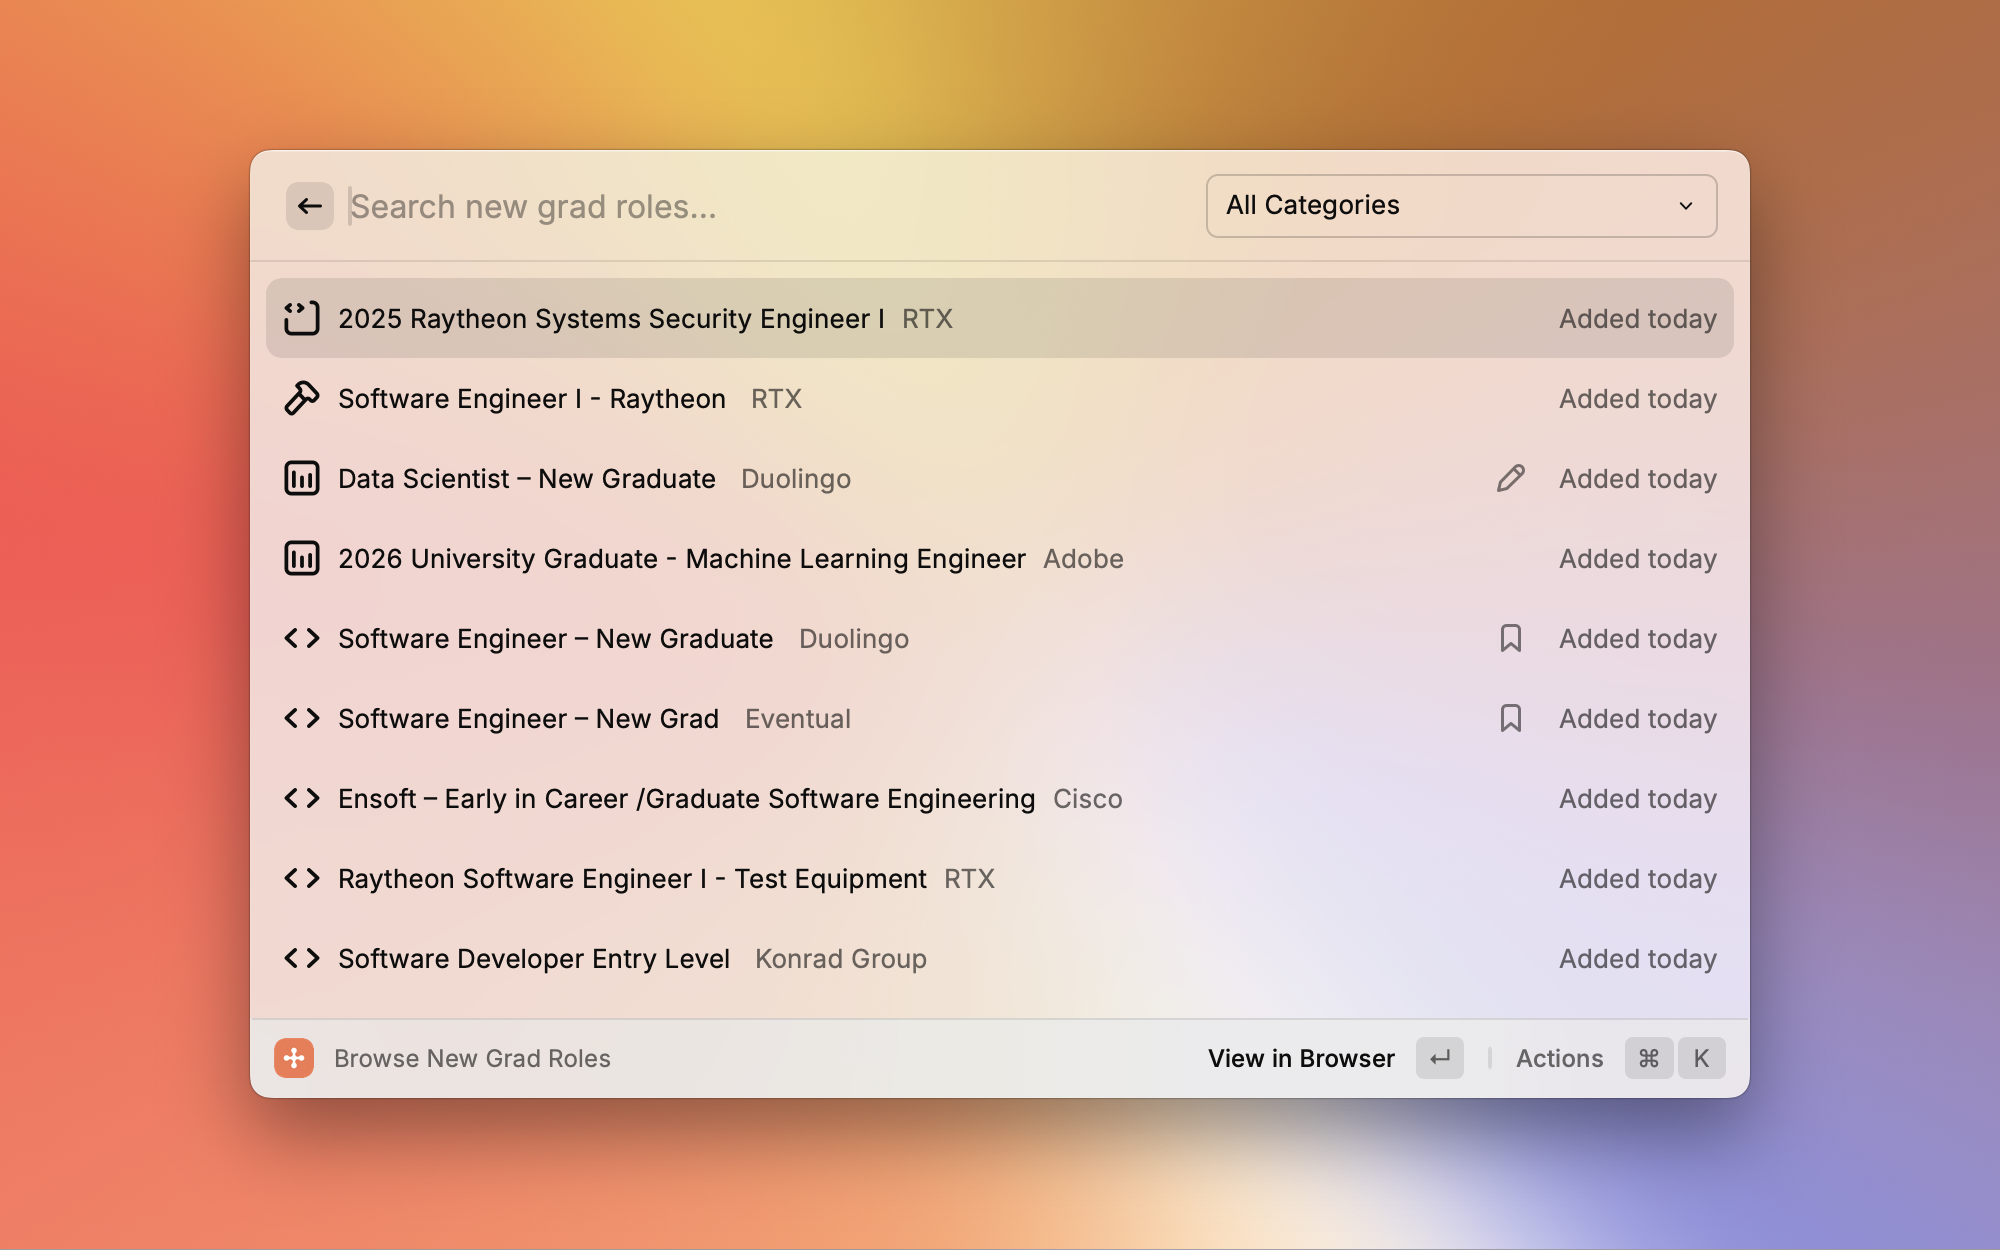 Search new grad roles... All Categories
2025 Raytheon Systems Security Engineer I RTX Added today
Software Engineer I - Raytheon RTX Added today
Data Scientist – New Graduate Duolingo Added today
2026 University Graduate - Machine Learning Engineer Adobe Added today
Software Engineer – New Graduate Duolingo Added today
Software Engineer – New Grad Eventual Added today
Ensoft – Early in Career /Graduate Software Engineering Cisco Added today
Raytheon Software Engineer I - Test Equipment RTX Added today
Software Developer Entry Level Konrad Group Added today
Browse New Grad Roles View in Browser ↵ Actions ⌘ K